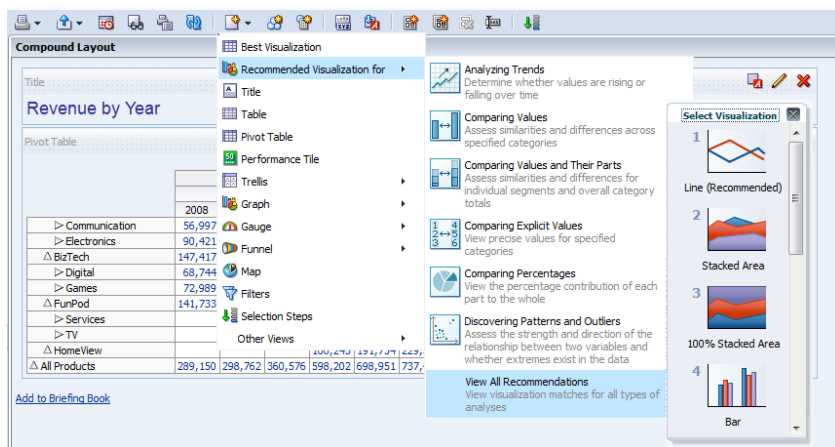 Compound Layout
Title
Revenue by Year
Pivot Table
2008
Communication 56,997
Electronics 90,421
BizTech 147,417
Digital 68,744
Games 72,989
FunPod 141,733
Services
TV
HomeView
All Products 289,150 298,762 360,576 598,202 698,951 737,
Add to Briefing Book
Best Visualization
Recommended Visualization for
Title
Table
Pivot Table
Performance Tile
Trellis
Graph
Gauge
Funnel
Map
Filters
Selection Steps
Other Views
Analyzing Trends
Determine whether values are rising or
falling over time
Comparing Values
Assess similarities and differences across
specified categories
Comparing Values and Their Parts
Assess similarities and differences for
individual segments and overall category
totals
Comparing Explicit Values
View precise values for specified
categories
Comparing Percentages
View the percentage contribution of each
part to the whole
Discovering Patterns and Outliers
Assess the strength and direction of the
relationship between two variables and
whether extremes exist in the data
View All Recommendations
View visualization matches for all types of
analyses
Select Visualization
1
Line (Recommended)
2
Stacked Area
3
100% Stacked Area
4
Bar